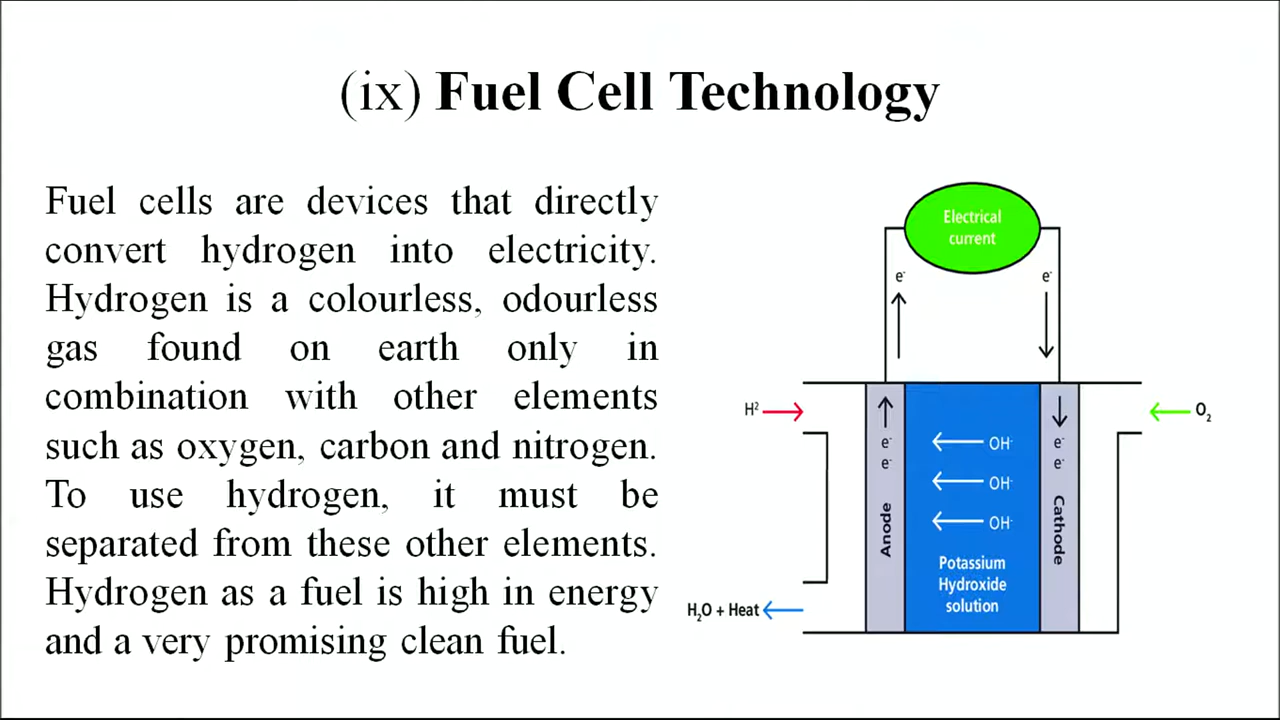 (ix) Fuel Cell Technology
Fuel cells are devices that directly
convert hydrogen into electricity.
Hydrogen is a colourless, odourless
gas found on earth only in
combination with other elements
such as oxygen, carbon and nitrogen.
To use hydrogen, it must be
separated from these other elements.
Hydrogen as a fuel is high in energy
and a very promising clean fuel.
Electrical
current
e⁻
e⁻
H²
O₂
e⁻
e⁻
OH⁻
OH⁻
OH⁻
e⁻
e⁻
Anode
Cathode
Potassium
Hydroxide
solution
H₂O + Heat